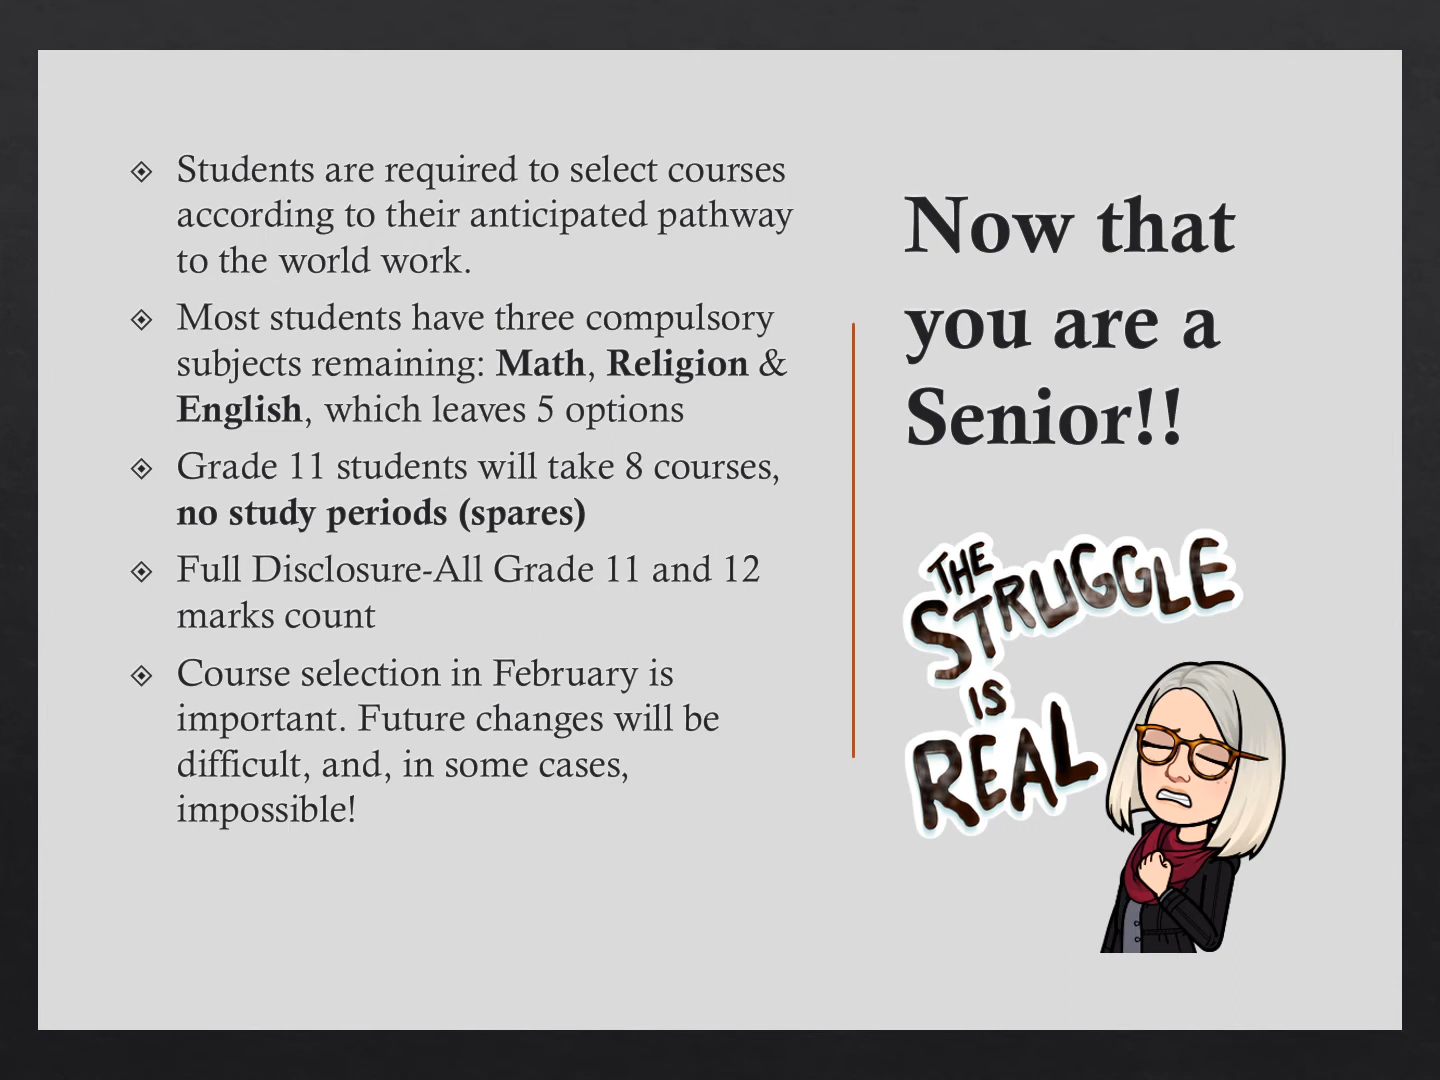 Students are required to select courses
according to their anticipated pathway
to the world work.
Most students have three compulsory
subjects remaining: Math, Religion &
English, which leaves 5 options
Grade 11 students will take 8 courses,
no study periods (spares)
Full Disclosure-All Grade 11 and 12
marks count
Course selection in February is
important. Future changes will be
difficult, and, in some cases,
impossible!
Now that
you are a
Senior!!
THE
STRUGGLE
IS
REAL